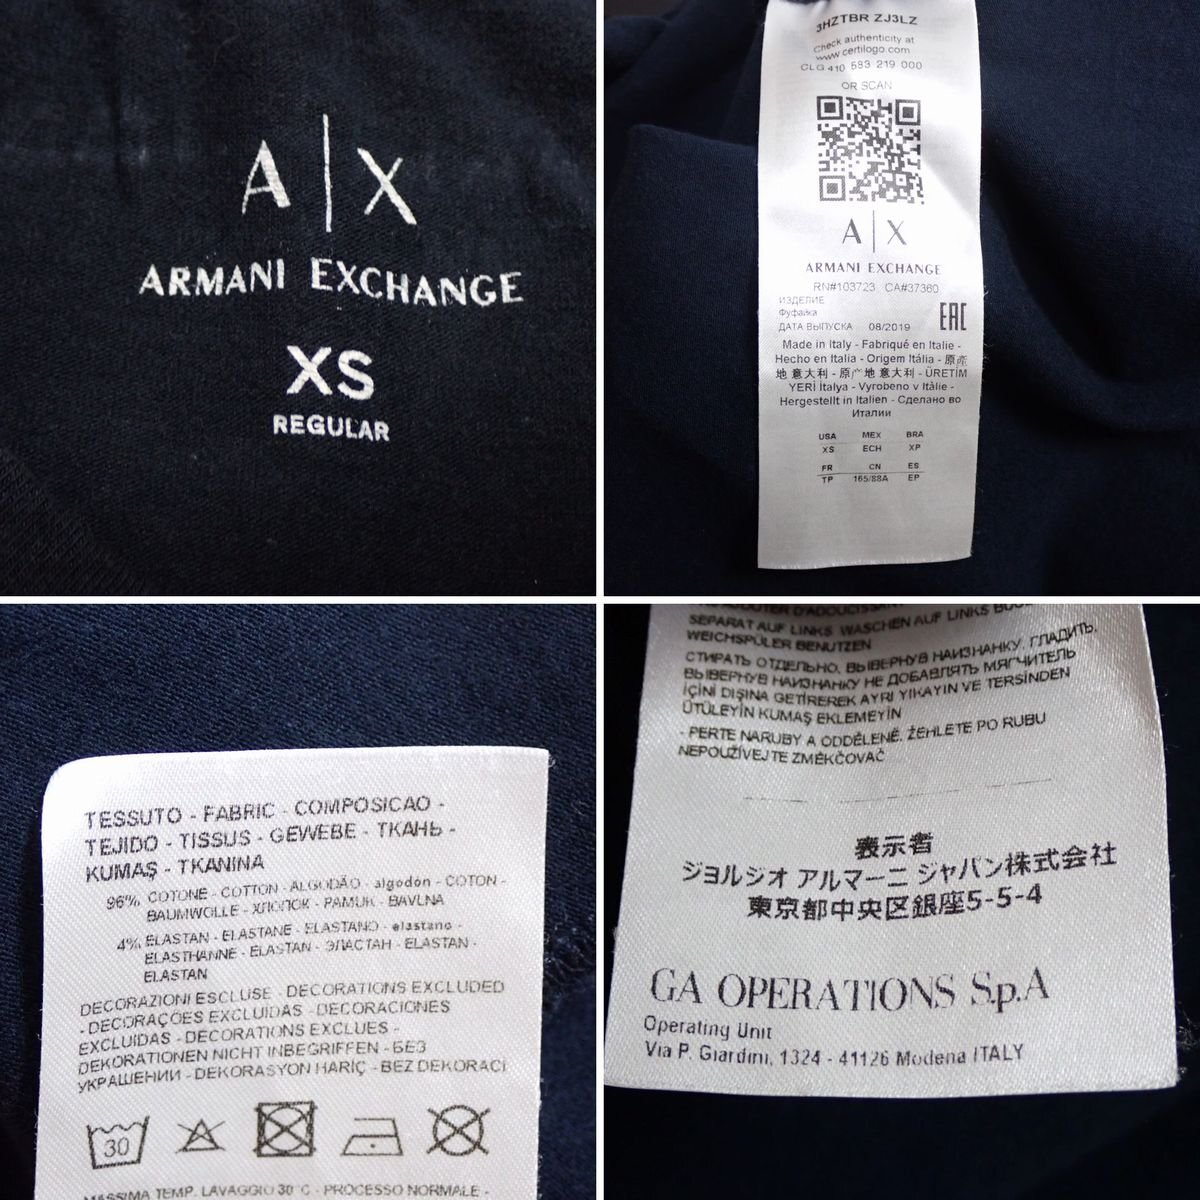 A|X
ARMANI EXCHANGE
XS
REGULAR
3HZTBR ZJ3LZ
Check authenticity at
www.certilogo.com
CLG 410 583 219 000
OR SCAN
A|X
ARMANI EXCHANGE
RN#103723 CA#37360
ИЗДЕЛИЕ
Фуфайка
ДАТА ВЫПУСКА 08/2019
EAC
Made in Italy - Fabriqué en Italie -
Hecho en Italia - Origem Itália - 原産
地 意大利 - 原产地 意大利 - ÜRETİM
YERİ İtalya - Vyrobeno v Itálie -
Hergestellt in Italien - Сделано во
Италии
USA MEX BRA
XS ECH XP
FR CN ES
TP 165/88A EP
TESSUTO - FABRIC - COMPOSICAO -
TEJIDO - TISSUS - GEWEBE - ТКАНЬ -
KUMAŞ - TKANINA
96% COTONE - COTTON - ALGODÃO - algodón - COTON -
BAUMWOLLE - ХЛОПОК - PAMUK - BAVLNA
4% ELASTAN - ELASTANE - ELASTANO - elastano -
ELASTHANNE - ELASTAN - ЭЛАСТАН - ELASTAN -
ELASTAN
DECORAZIONI ESCLUSE - DECORATIONS EXCLUDED
- DECORAÇÕES EXCLUÍDAS - DECORACIONES
EXCLUIDAS - DECORATIONS EXCLUES -
DEKORATIONEN NICHT INBEGRIFFEN - БЕЗ
УКРАШЕНИИ - DEKORASYON HARİÇ - BEZ DEKORACÍ
30
MASSIMA TEMP. LAVAGGIO 30°C - PROCESSO NORMALE -
SEPARAT AUF LINKS WASCHEN AUF LINKS
WEICHSPÜLER BENUTZEN
СТИРАТЬ ОТДЕЛЬНО, ВЫВЕРНУВ НАИЗНАНКУ. ГЛАДИТЬ,
ВЫВЕРНУВ НАИЗНАНКУ НЕ ДОБАВЛЯТЬ МЯГЧИТЕЛЬ
İÇİNİ DIŞINA GETİREREK AYRI YIKAYIN VE TERSİNDEN
ÜTÜLEYİN KUMAŞ EKLEMEYİN
- PERTE NARUBY A ODDĚLENĚ. ŽEHLETE PO RUBU
NEPOUŽÍVEJTE ZMĚKČOVAČ
表示者
ジョルジオ アルマーニ ジャパン株式会社
東京都中央区銀座5-5-4
GA OPERATIONS S.p.A
Operating Unit
Via P. Giardini, 1324 - 41126 Modena ITALY